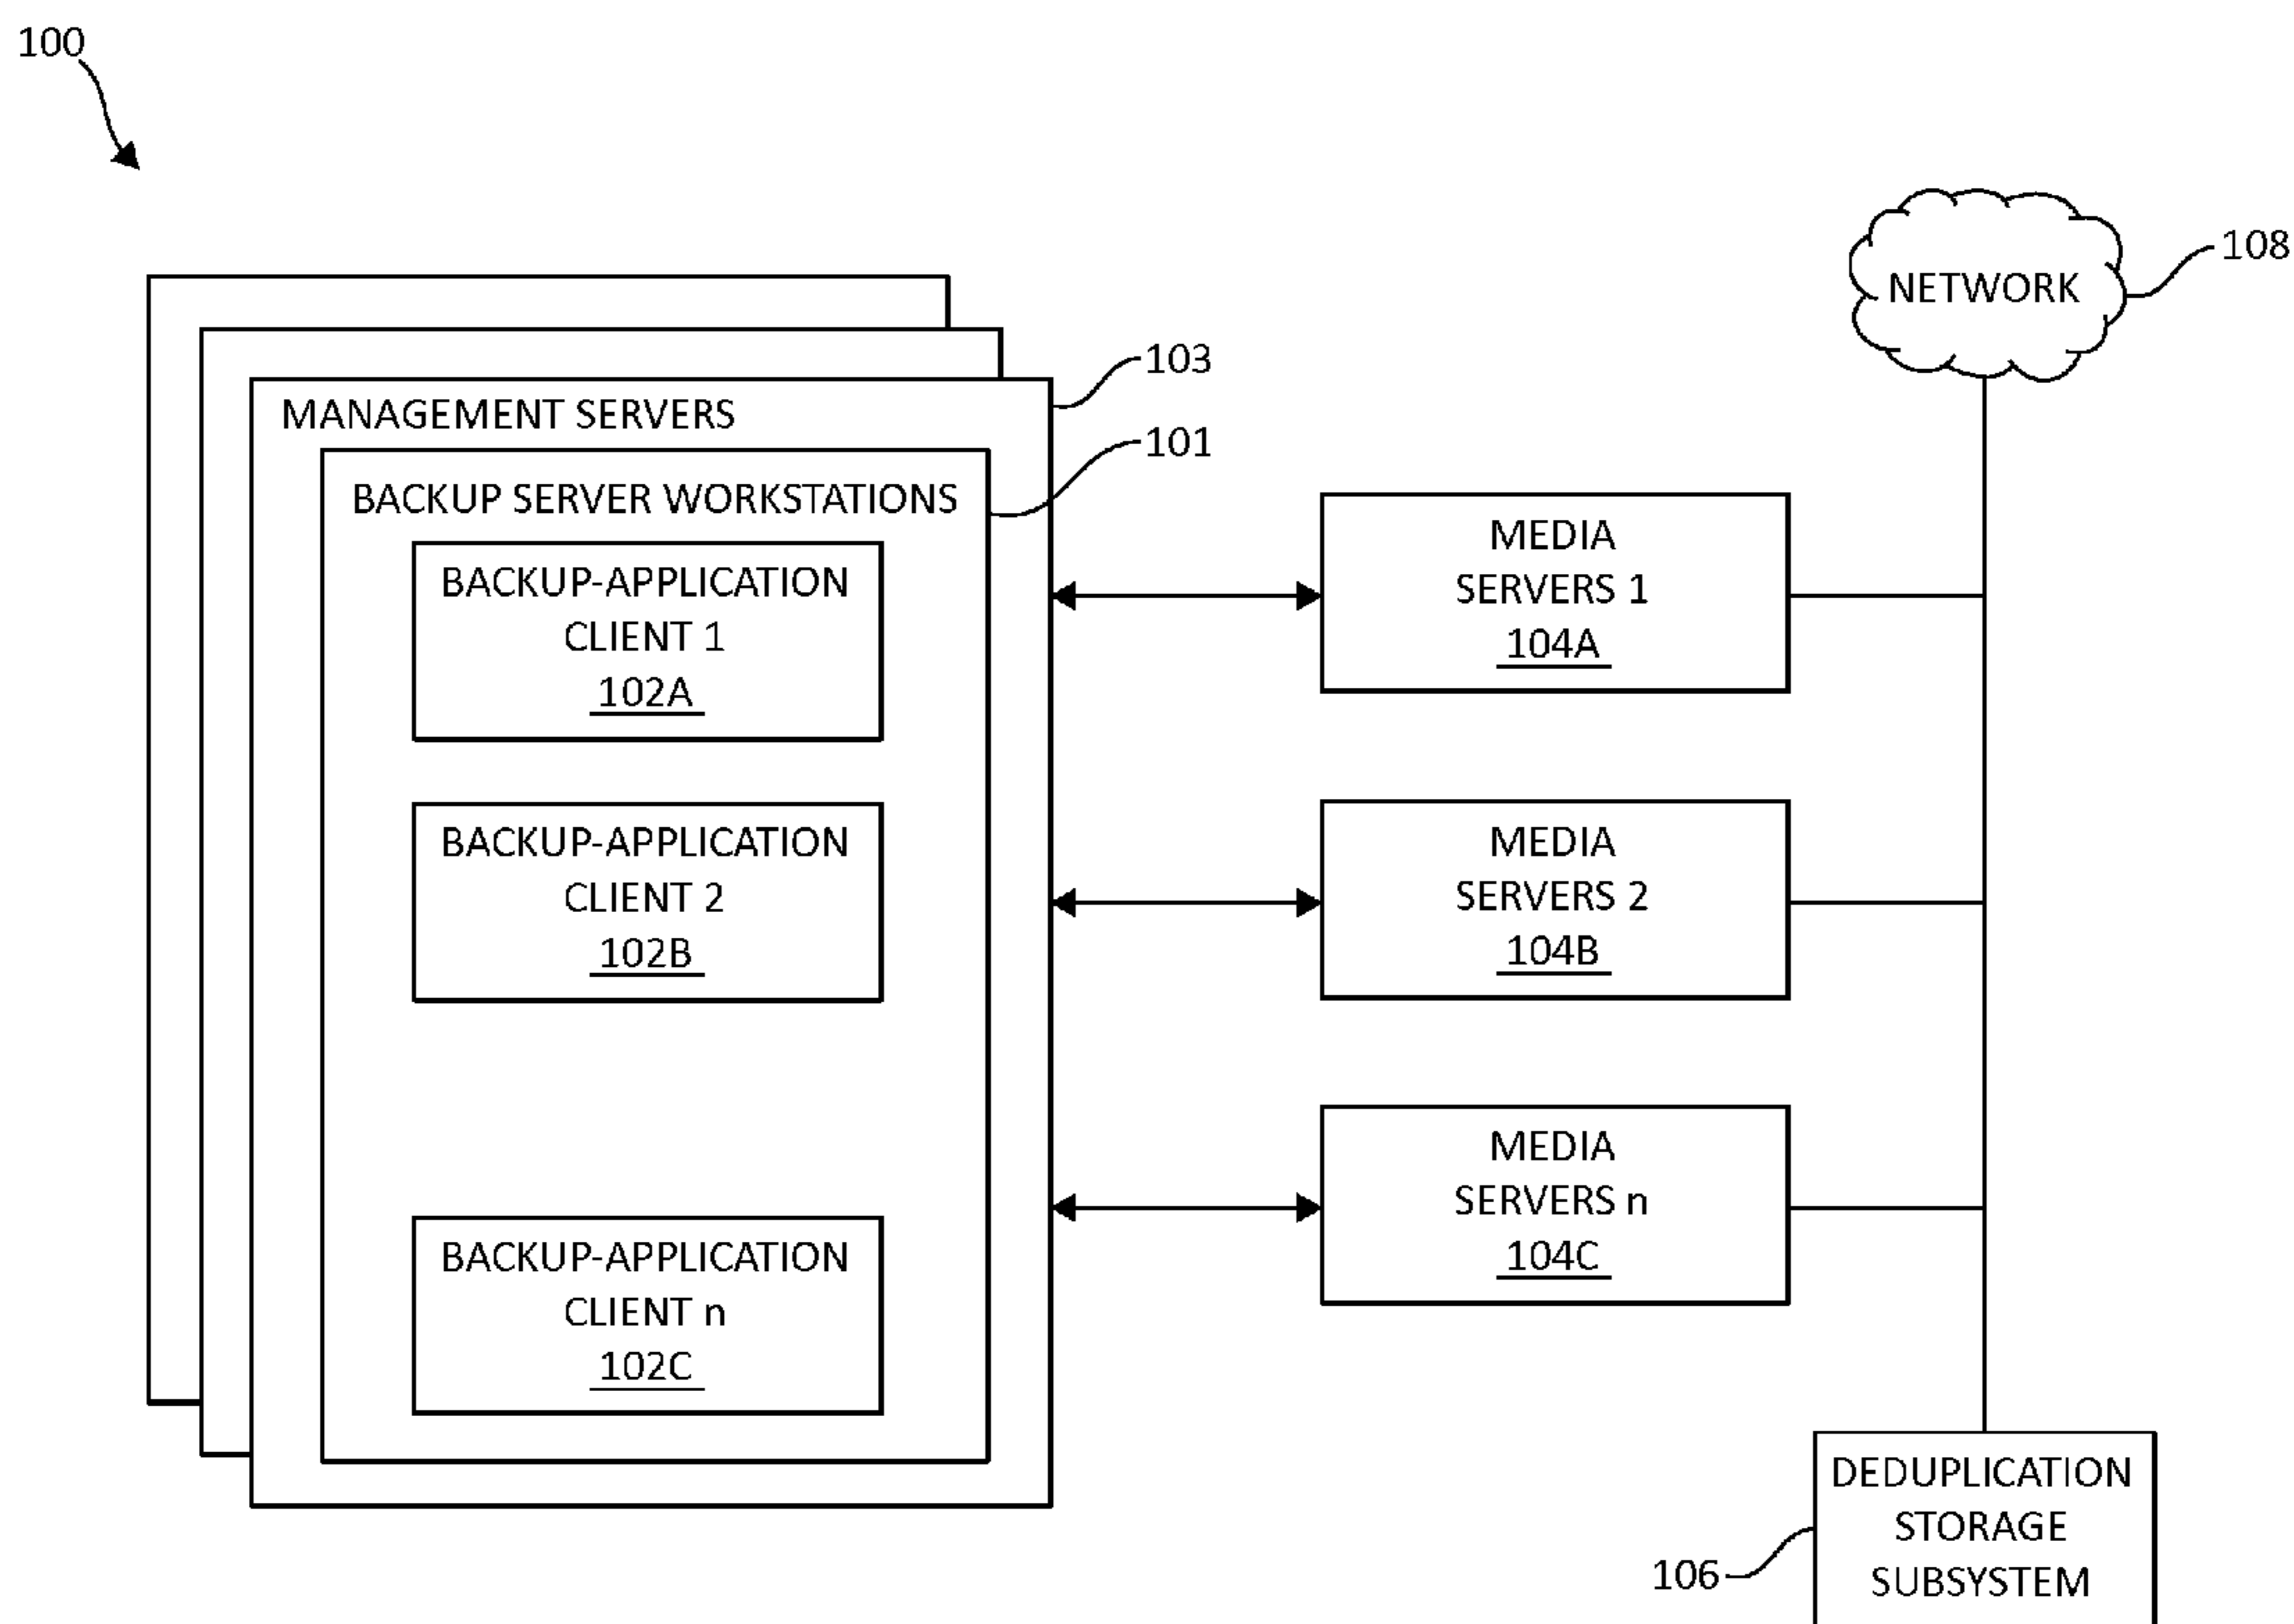 100
NETWORK
108
103
MANAGEMENT SERVERS
101
BACKUP SERVER WORKSTATIONS
BACKUP-APPLICATION
CLIENT 1
102A
BACKUP-APPLICATION
CLIENT 2
102B
BACKUP-APPLICATION
CLIENT n
102C
MEDIA
SERVERS 1
104A
MEDIA
SERVERS 2
104B
MEDIA
SERVERS n
104C
DEDUPLICATION
STORAGE
SUBSYSTEM
106